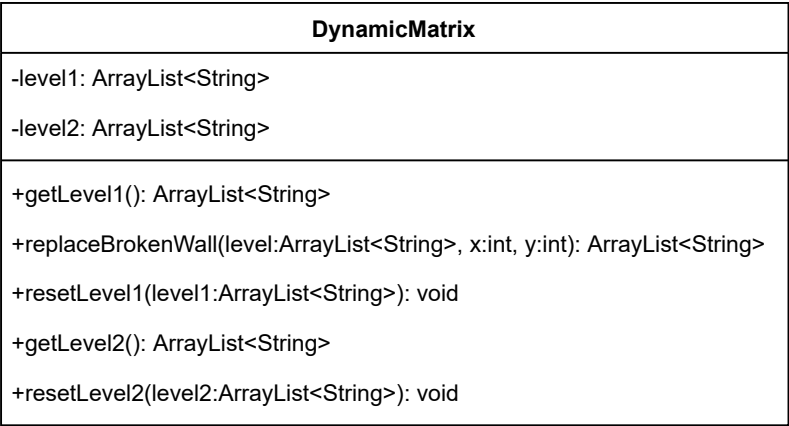 DynamicMatrix
-level1: ArrayList<String>
-level2: ArrayList<String>
+getLevel1(): ArrayList<String>
+replaceBrokenWall(level:ArrayList<String>, x:int, y:int): ArrayList<String>
+resetLevel1(level1:ArrayList<String>): void
+getLevel2(): ArrayList<String>
+resetLevel2(level2:ArrayList<String>): void